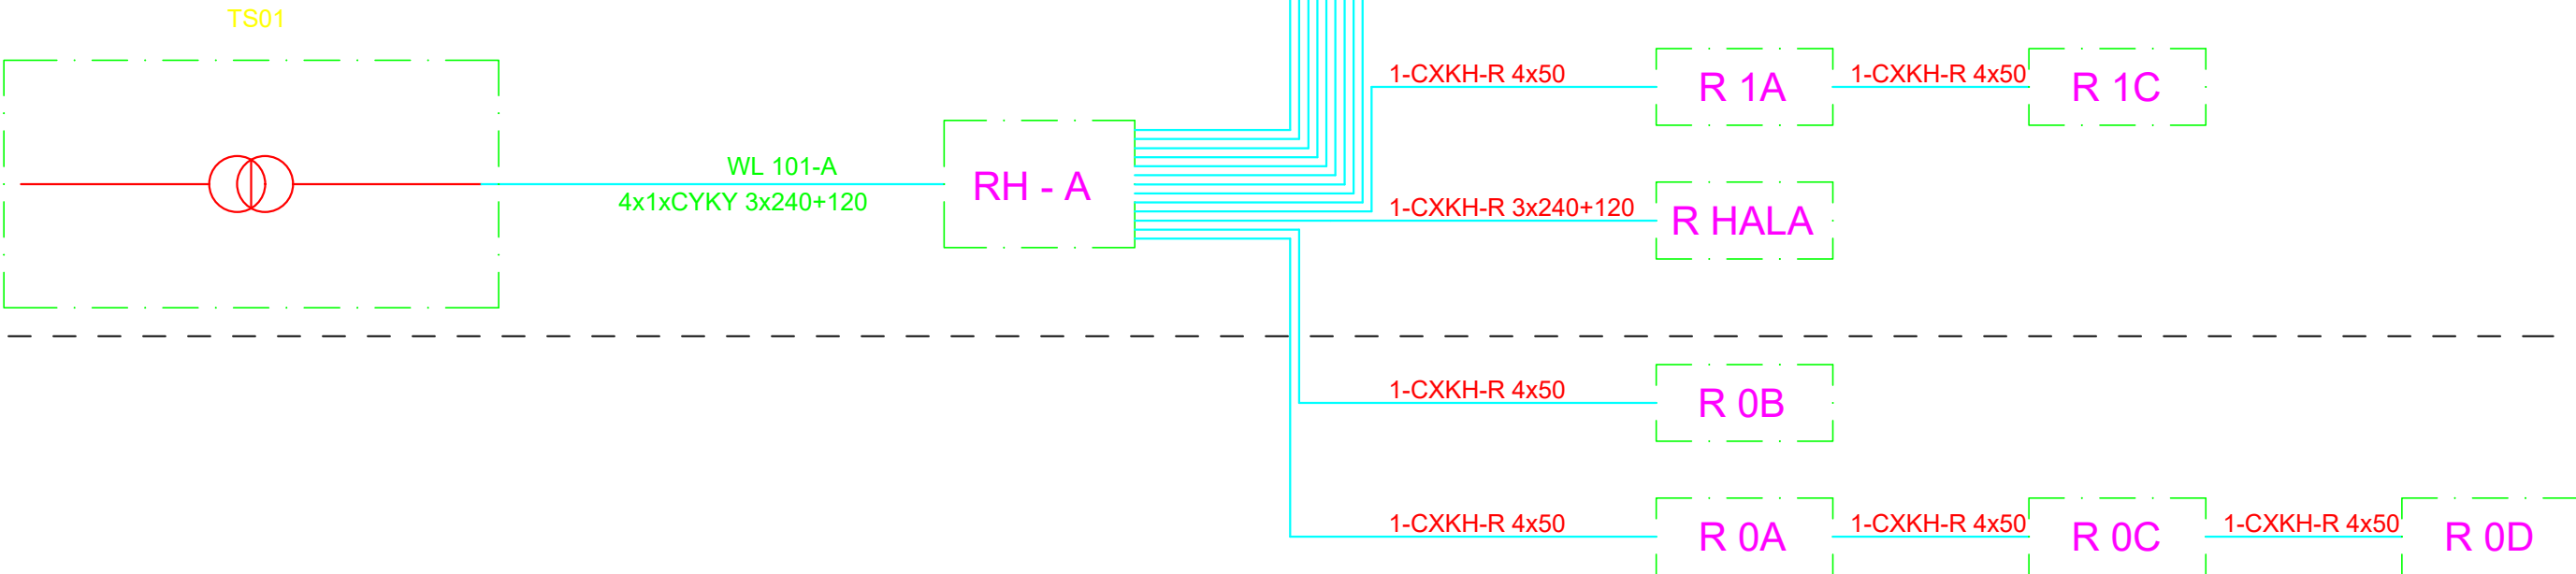 TS01
1-CXKH-R 4x50
R 1A
1-CXKH-R 4x50
R 1C
WL 101-A
4x1xCYKY 3x240+120
RH - A
1-CXKH-R 3x240+120
R HALA
1-CXKH-R 4x50
R 0B
1-CXKH-R 4x50
R 0A
1-CXKH-R 4x50
R 0C
1-CXKH-R 4x50
R 0D